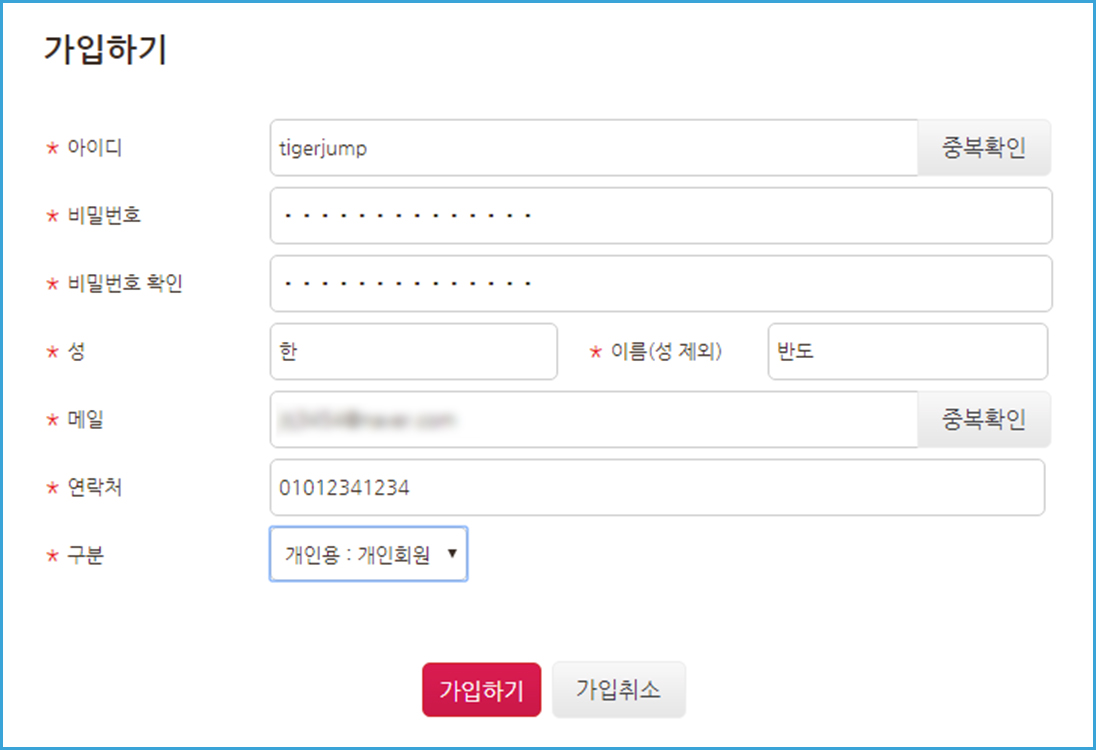 가입하기
* 아이디 tigerjump 중복확인
* 비밀번호 ••••••••••••••
* 비밀번호 확인 ••••••••••••••
* 성 한 * 이름(성 제외) 반도
* 메일 중복확인
* 연락처 01012341234
* 구분 개인용 : 개인회원 ▼
가입하기 가입취소